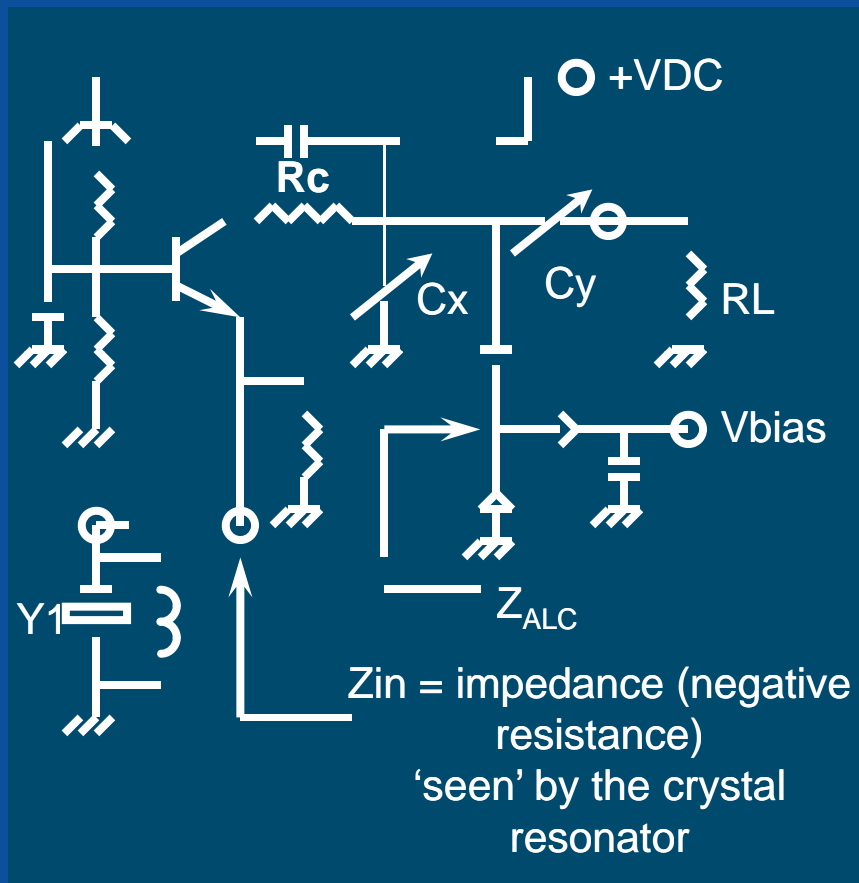 +VDC
Rc
Cx
Cy
RL
Vbias
Y1
ZALC
Zin = impedance (negative
resistance)
‘seen’ by the crystal
resonator